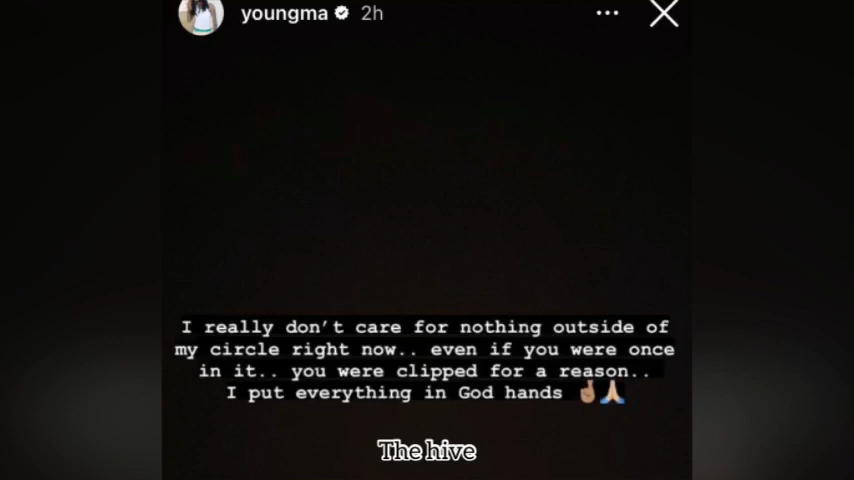 youngma 2h
I really don't care for nothing outside of
my circle right now.. even if you were once
in it.. you were clipped for a reason..
I put everything in God hands ☝🏽🙏🏼
The hive